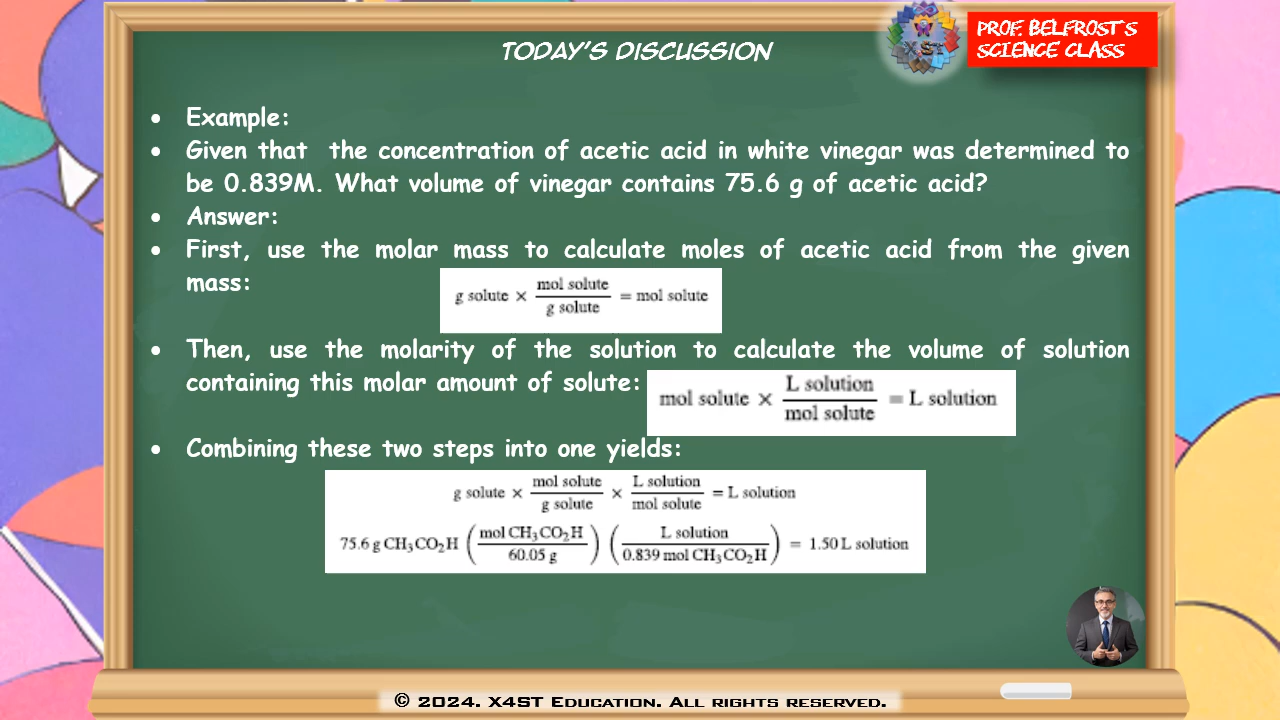 TODAY'S DISCUSSION
X4ST
PROF. BELFROST'S
SCIENCE CLASS
• Example:
• Given that the concentration of acetic acid in white vinegar was determined to
be 0.839M. What volume of vinegar contains 75.6 g of acetic acid?
• Answer:
• First, use the molar mass to calculate moles of acetic acid from the given
mass:
g solute × mol solute / g solute = mol solute
• Then, use the molarity of the solution to calculate the volume of solution
containing this molar amount of solute:
mol solute × L solution / mol solute = L solution
• Combining these two steps into one yields:
g solute × mol solute / g solute × L solution / mol solute = L solution
75.6 g CH₃CO₂H (mol CH₃CO₂H / 60.05 g) (L solution / 0.839 mol CH₃CO₂H) = 1.50 L solution
© 2024. X4ST Education. All rights reserved.